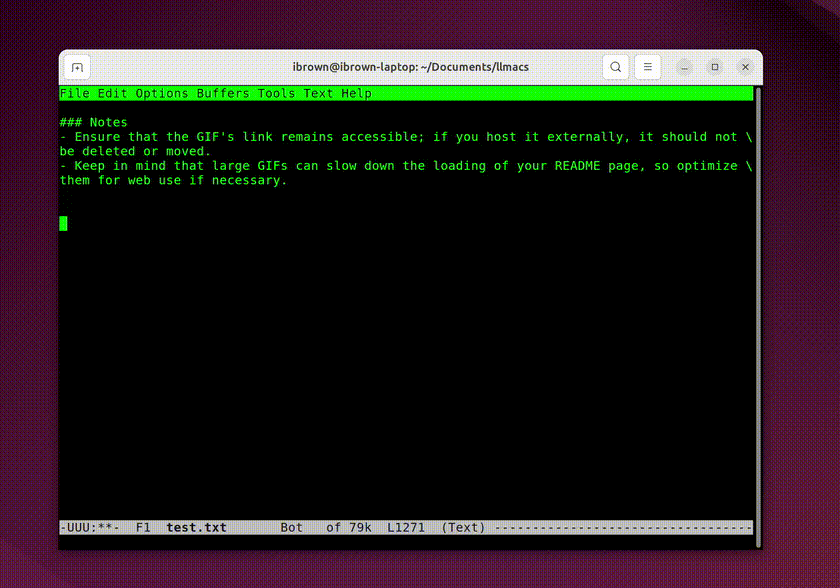 ibrown@ibrown-laptop: ~/Documents/llmacs
File Edit Options Buffers Tools Text Help
### Notes
- Ensure that the GIF's link remains accessible; if you host it externally, it should not \
be deleted or moved.
- Keep in mind that large GIFs can slow down the loading of your README page, so optimize \
them for web use if necessary.
-UUU:**-  F1  test.txt       Bot   of 79k  L1271  (Text) ----------------------------------